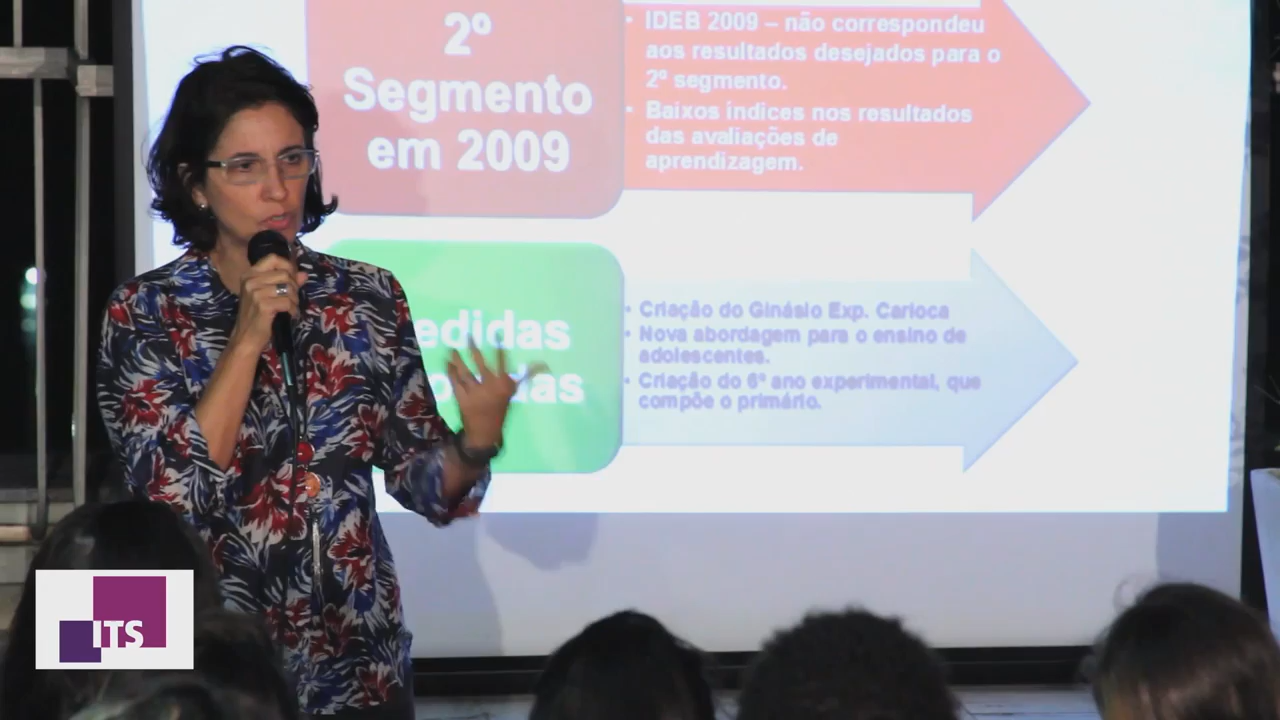 2º
Segmento
em 2009
• IDEB 2009 – não correspondeu
aos resultados desejados para o
2º segmento.
• Baixos índices nos resultados
das avaliações de
aprendizagem.
edidas
das
• Criação do Ginásio Exp. Carioca
• Nova abordagem para o ensino de
adolescentes.
• Criação do 6º ano experimental, que
compõe o primário.
ITS